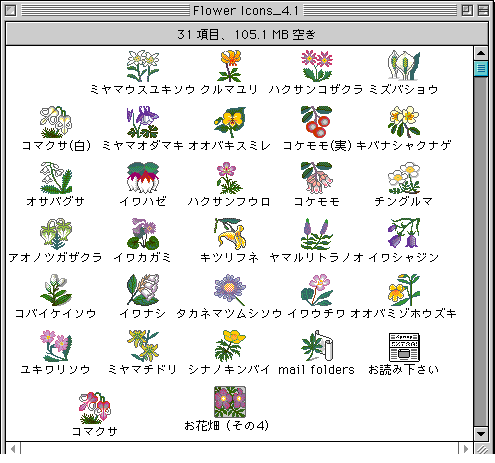 Flower Icons_4.1
31 項目、105.1 MB 空き
ミヤマウスユキソウ クルマユリ ハクサンコザクラ ミズバショウ
コマクサ(白) ミヤマオダマキ オオバキスミレ コケモモ(実) キバナシャクナゲ
オサバグサ イワハゼ ハクサンフウロ コケモモ チングルマ
アオノツガザクラ イワカガミ キツリフネ ヤマルリトラノオ イワシャジン
コバイケイソウ イワナシ タカネマツムシソウ イワウチワ オオバミゾホウズキ
ユキワリソウ ミヤマチドリ シナノキンバイ mail folders お読み下さい
コマクサ お花畑（その4）